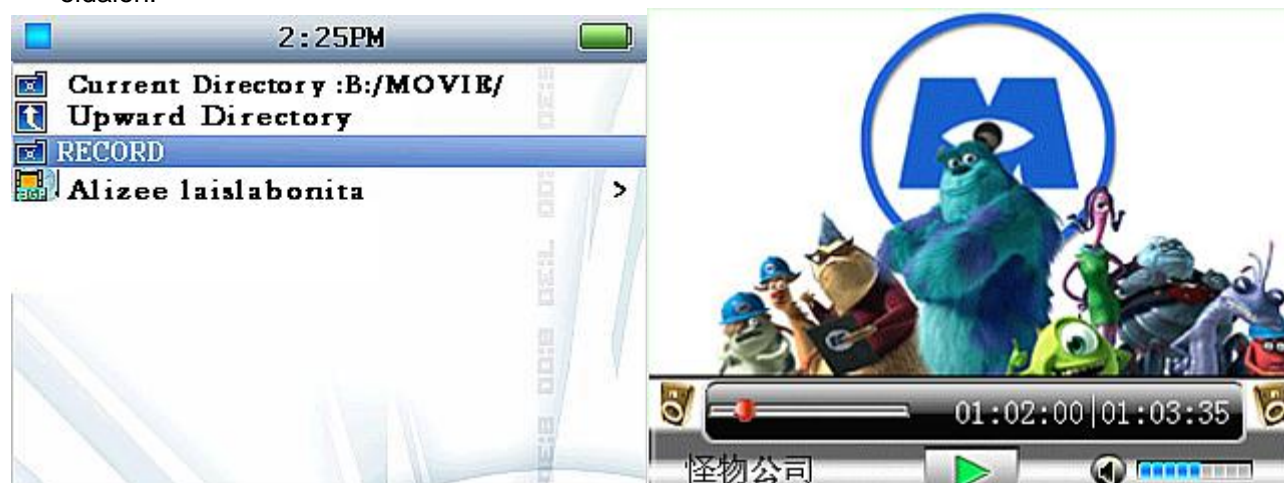 oldalon.
2:25PM
Current Directory :B:/MOVIE/
Upward Directory
RECORD
Alizee laislabonita
>
M
01:02:00|01:03:35
怪物公司